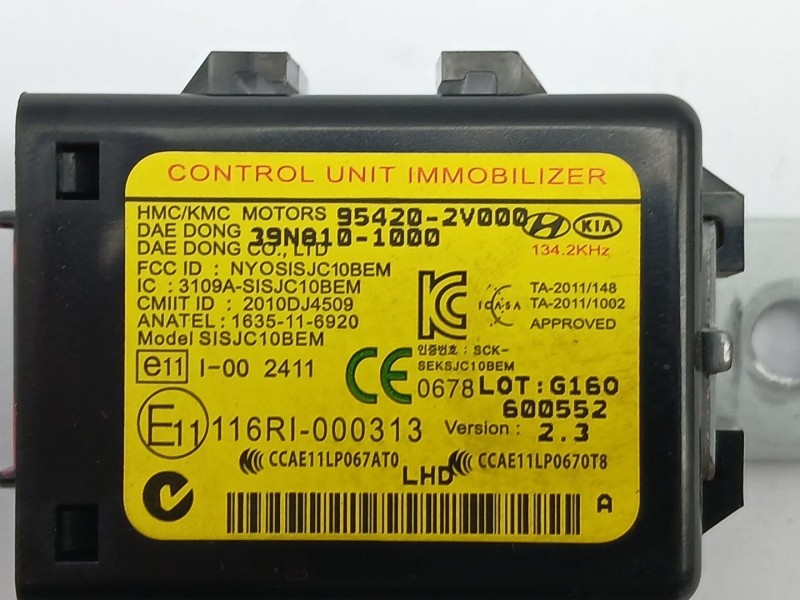 CONTROL UNIT IMMOBILIZER
HMC/KMC MOTORS 95420-2V000
KIA
DAE DONG 39N810-1000
DAE DONG CO., LTD
134.2KHz
FCC ID : NYOSISJC10BEM
IC : 3109A-SISJC10BEM
CMIIT ID : 2010DJ4509
ANATEL : 1635-11-6920
Model SISJC10BEM
ICASA
TA-2011/148
TA-2011/1002
APPROVED
인증번호 : SCK-
SEKSJC10BEM
e11 I-00 2411
CE 0678 LOT:G160
600552
E11 116RI-000313
Version : 2.3
CCAE11LP067AT0
LHD
CCAE11LP0670T8
A